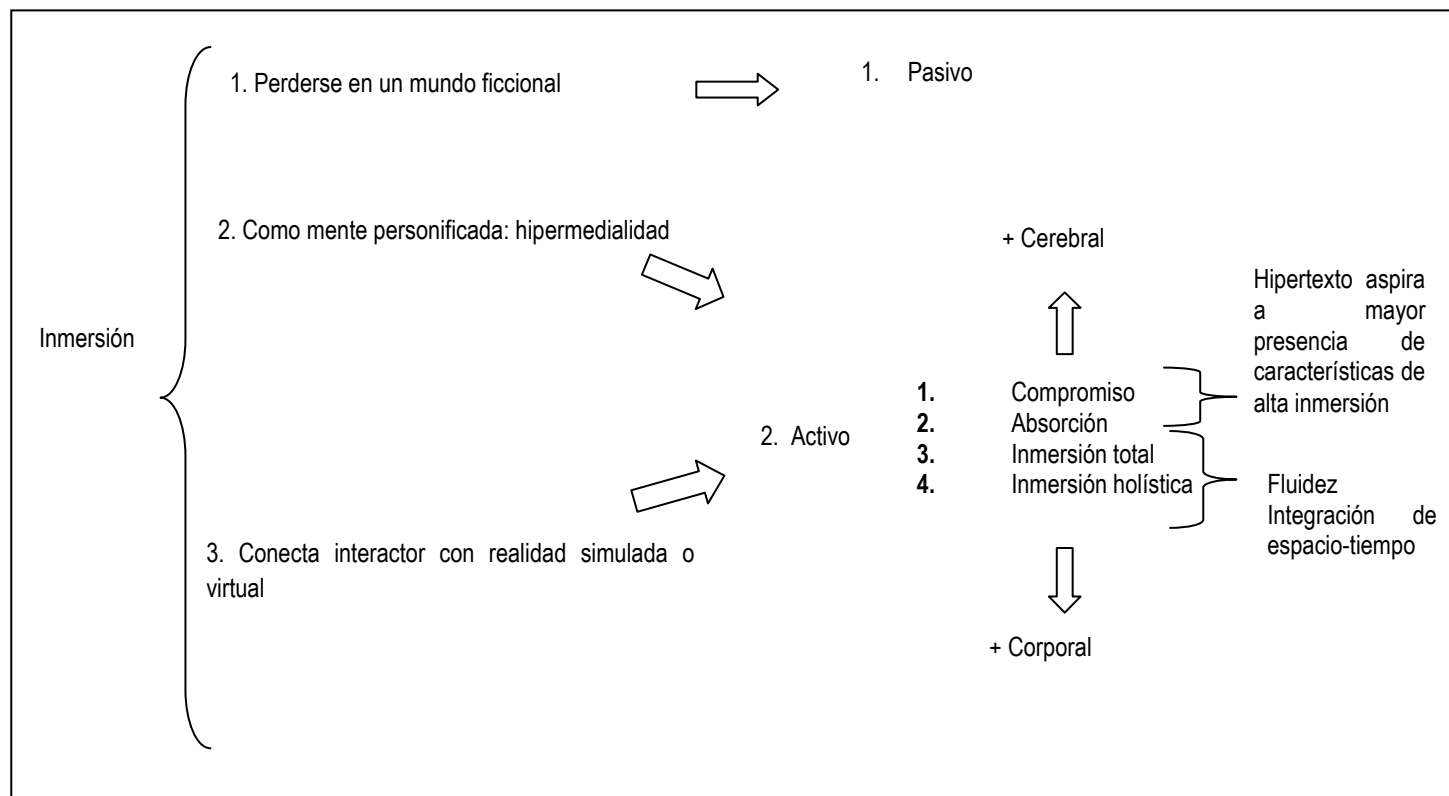 1. Perderse en un mundo ficcional
1. Pasivo
2. Como mente personificada: hipermedialidad
+ Cerebral
Hipertexto aspira
a mayor
presencia de
características de
alta inmersión
Inmersión
1. Compromiso
2. Absorción
3. Inmersión total
4. Inmersión holística
2. Activo
Fluidez
Integración de
espacio-tiempo
3. Conecta interactor con realidad simulada o
virtual
+ Corporal